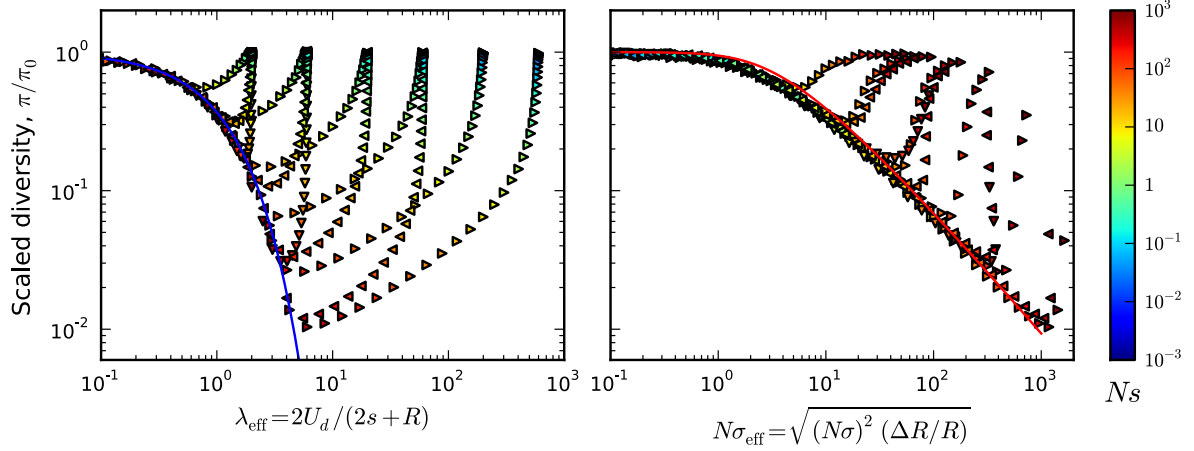 Scaled diversity, π/π₀
10⁰
10⁻¹
10⁻²
10⁻¹ 10⁰ 10¹ 10² 10³
λ_eff = 2U_d/(2s+R)
10⁻¹ 10⁰ 10¹ 10² 10³
Nσ_eff = √((Nσ)² (ΔR/R))
10³
10²
10
1
10⁻¹
10⁻²
10⁻³
Ns